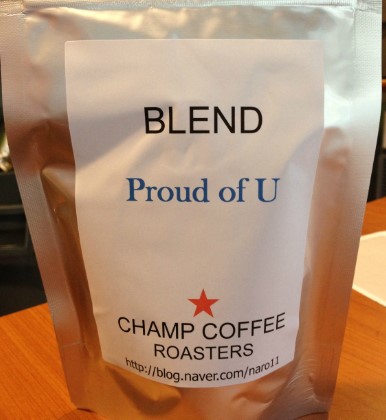 BLEND
Proud of U
CHAMP COFFEE
ROASTERS
http://blog.naver.com/naro11